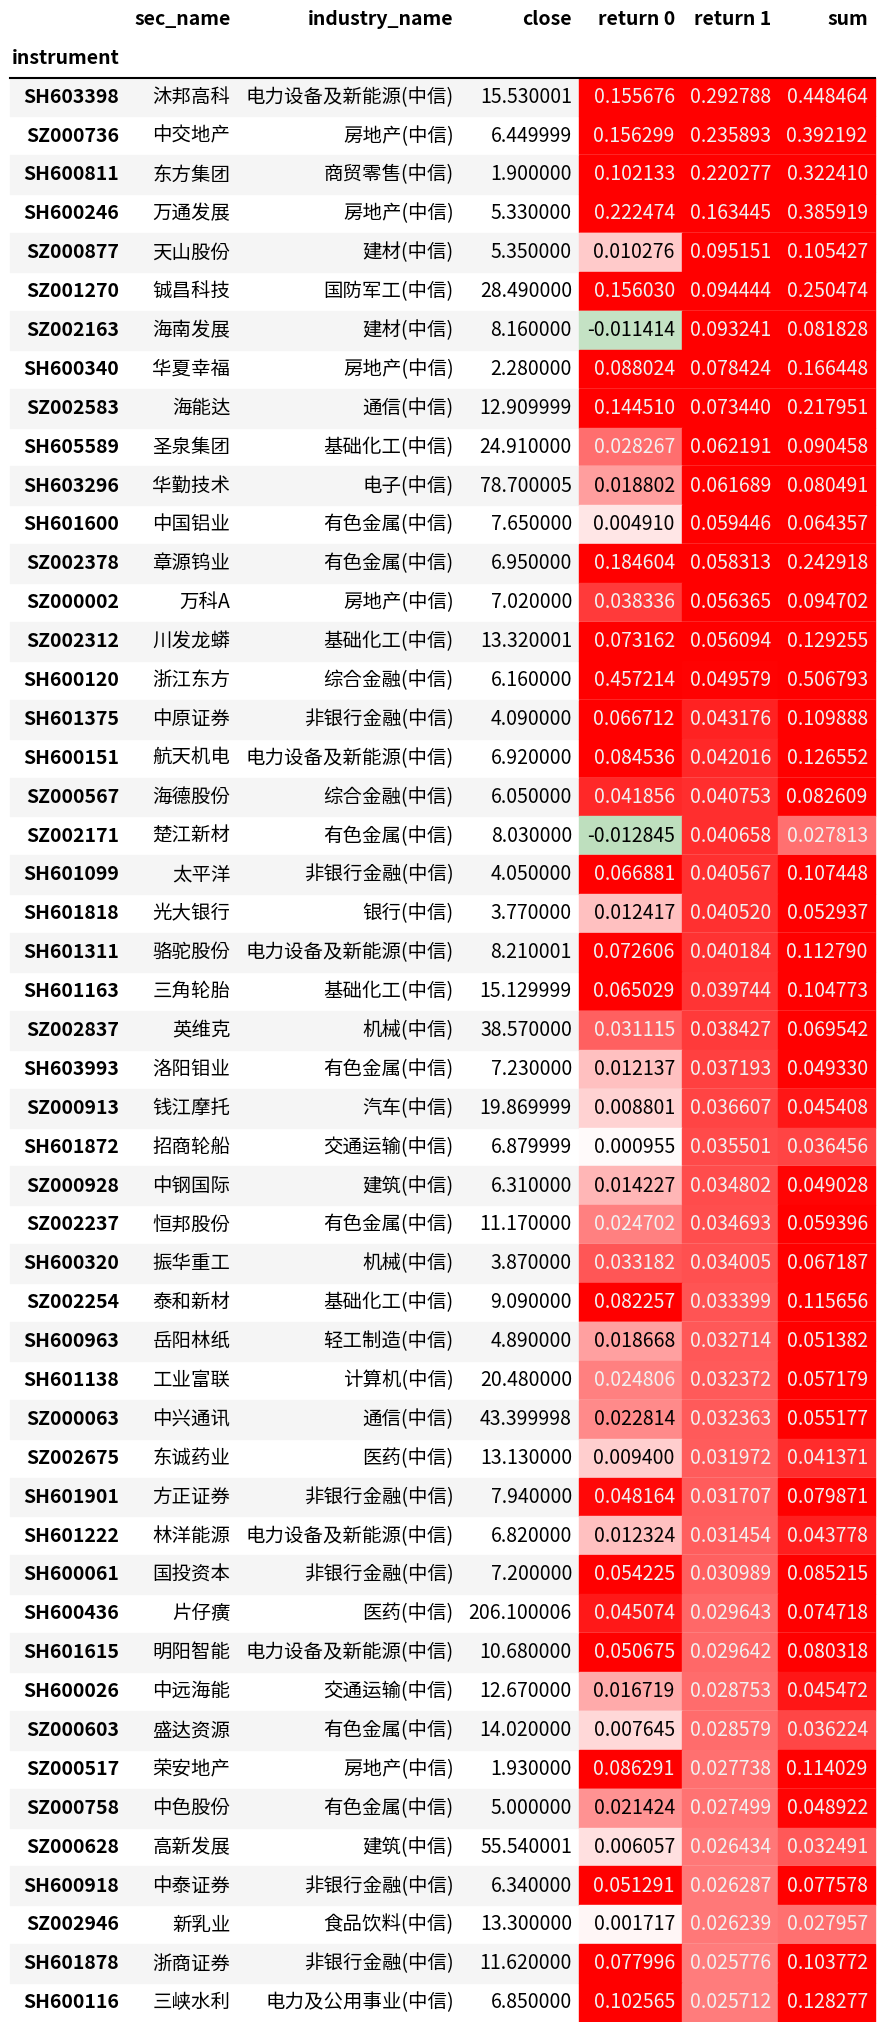 sec_name industry_name close return 0 return 1 sum
instrument
SH603398 沐邦高科 电力设备及新能源(中信) 15.530001 0.155676 0.292788 0.448464
SZ000736 中交地产 房地产(中信) 6.449999 0.156299 0.235893 0.392192
SH600811 东方集团 商贸零售(中信) 1.900000 0.102133 0.220277 0.322410
SH600246 万通发展 房地产(中信) 5.330000 0.222474 0.163445 0.385919
SZ000877 天山股份 建材(中信) 5.350000 0.010276 0.095151 0.105427
SZ001270 铖昌科技 国防军工(中信) 28.490000 0.156030 0.094444 0.250474
SZ002163 海南发展 建材(中信) 8.160000 -0.011414 0.093241 0.081828
SH600340 华夏幸福 房地产(中信) 2.280000 0.088024 0.078424 0.166448
SZ002583 海能达 通信(中信) 12.909999 0.144510 0.073440 0.217951
SH605589 圣泉集团 基础化工(中信) 24.910000 0.028267 0.062191 0.090458
SH603296 华勤技术 电子(中信) 78.700005 0.018802 0.061689 0.080491
SH601600 中国铝业 有色金属(中信) 7.650000 0.004910 0.059446 0.064357
SZ002378 章源钨业 有色金属(中信) 6.950000 0.184604 0.058313 0.242918
SZ000002 万科A 房地产(中信) 7.020000 0.038336 0.056365 0.094702
SZ002312 川发龙蟒 基础化工(中信) 13.320001 0.073162 0.056094 0.129255
SH600120 浙江东方 综合金融(中信) 6.160000 0.457214 0.049579 0.506793
SH601375 中原证券 非银行金融(中信) 4.090000 0.066712 0.043176 0.109888
SH600151 航天机电 电力设备及新能源(中信) 6.920000 0.084536 0.042016 0.126552
SZ000567 海德股份 综合金融(中信) 6.050000 0.041856 0.040753 0.082609
SZ002171 楚江新材 有色金属(中信) 8.030000 -0.012845 0.040658 0.027813
SH601099 太平洋 非银行金融(中信) 4.050000 0.066881 0.040567 0.107448
SH601818 光大银行 银行(中信) 3.770000 0.012417 0.040520 0.052937
SH601311 骆驼股份 电力设备及新能源(中信) 8.210001 0.072606 0.040184 0.112790
SH601163 三角轮胎 基础化工(中信) 15.129999 0.065029 0.039744 0.104773
SZ002837 英维克 机械(中信) 38.570000 0.031115 0.038427 0.069542
SH603993 洛阳钼业 有色金属(中信) 7.230000 0.012137 0.037193 0.049330
SZ000913 钱江摩托 汽车(中信) 19.869999 0.008801 0.036607 0.045408
SH601872 招商轮船 交通运输(中信) 6.879999 0.000955 0.035501 0.036456
SZ000928 中钢国际 建筑(中信) 6.310000 0.014227 0.034802 0.049028
SZ002237 恒邦股份 有色金属(中信) 11.170000 0.024702 0.034693 0.059396
SH600320 振华重工 机械(中信) 3.870000 0.033182 0.034005 0.067187
SZ002254 泰和新材 基础化工(中信) 9.090000 0.082257 0.033399 0.115656
SH600963 岳阳林纸 轻工制造(中信) 4.890000 0.018668 0.032714 0.051382
SH601138 工业富联 计算机(中信) 20.480000 0.024806 0.032372 0.057179
SZ000063 中兴通讯 通信(中信) 43.399998 0.022814 0.032363 0.055177
SZ002675 东诚药业 医药(中信) 13.130000 0.009400 0.031972 0.041371
SH601901 方正证券 非银行金融(中信) 7.940000 0.048164 0.031707 0.079871
SH601222 林洋能源 电力设备及新能源(中信) 6.820000 0.012324 0.031454 0.043778
SH600061 国投资本 非银行金融(中信) 7.200000 0.054225 0.030989 0.085215
SH600436 片仔癀 医药(中信) 206.100006 0.045074 0.029643 0.074718
SH601615 明阳智能 电力设备及新能源(中信) 10.680000 0.050675 0.029642 0.080318
SH600026 中远海能 交通运输(中信) 12.670000 0.016719 0.028753 0.045472
SZ000603 盛达资源 有色金属(中信) 14.020000 0.007645 0.028579 0.036224
SZ000517 荣安地产 房地产(中信) 1.930000 0.086291 0.027738 0.114029
SZ000758 中色股份 有色金属(中信) 5.000000 0.021424 0.027499 0.048922
SZ000628 高新发展 建筑(中信) 55.540001 0.006057 0.026434 0.032491
SH600918 中泰证券 非银行金融(中信) 6.340000 0.051291 0.026287 0.077578
SZ002946 新乳业 食品饮料(中信) 13.300000 0.001717 0.026239 0.027957
SH601878 浙商证券 非银行金融(中信) 11.620000 0.077996 0.025776 0.103772
SH600116 三峡水利 电力及公用事业(中信) 6.850000 0.102565 0.025712 0.128277